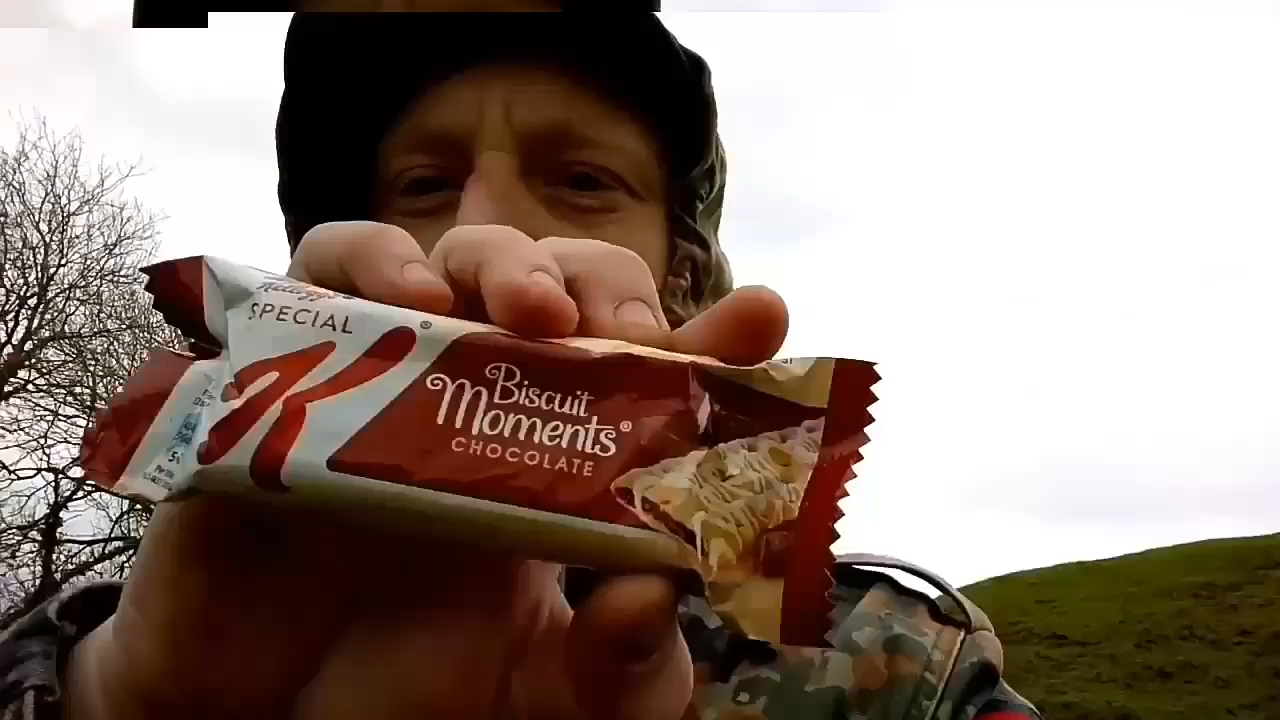 Kellogg's
SPECIAL
K®
Biscuit
Moments®
CHOCOLATE